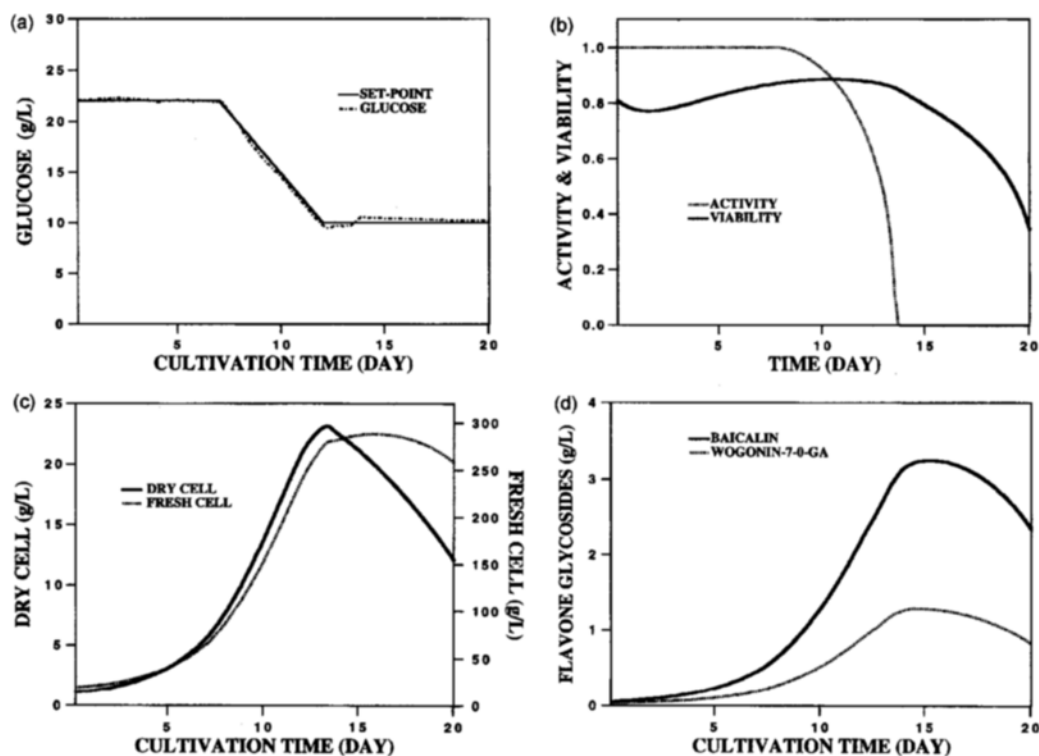 (a)
30
25
20
15
10
5
0
GLUCOSE (g/L)
SET-POINT
GLUCOSE
5
10
15
20
CULTIVATION TIME (DAY)
(b)
1.0
0.8
0.6
0.4
0.2
0.0
ACTIVITY & VIABILITY
ACTIVITY
VIABILITY
5
10
15
20
TIME (DAY)
(c)
25
20
15
10
5
0
DRY CELL (g/L)
DRY CELL
FRESH CELL
300
250
200
150
100
50
0
FRESH CELL (g/L)
5
10
15
20
CULTIVATION TIME (DAY)
(d)
4
3
2
1
0
FLAVONE GLYCOSIDES (g/L)
BAICALIN
WOGONIN-7-0-GA
5
10
15
20
CULTIVATION TIME (DAY)